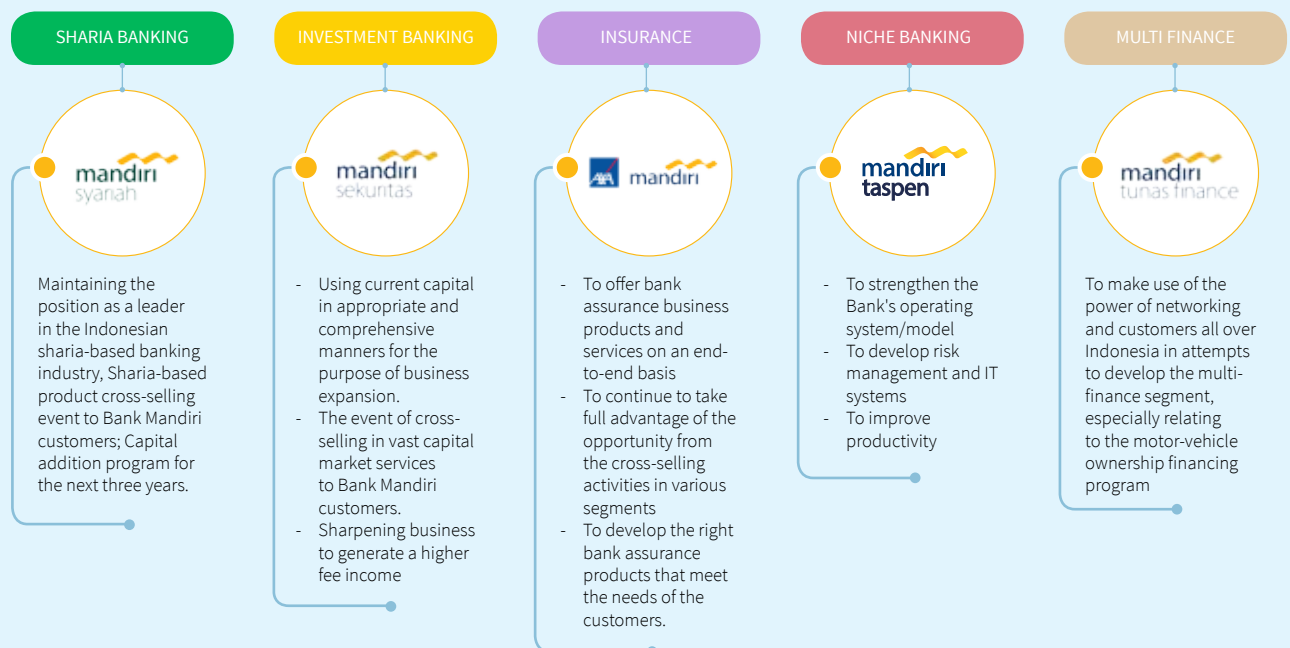 SHARIA BANKING
mandırı
syarıah
Maintaining the
position as a leader
in the Indonesian
sharia-based banking
industry, Sharia-based
product cross-selling
event to Bank Mandiri
customers; Capital
addition program for
the next three years.
INVESTMENT BANKING
mandırı
sekurıtas
- Using current capital
in appropriate and
comprehensive
manners for the
purpose of business
expansion.
- The event of cross-
selling in vast capital
market services
to Bank Mandiri
customers.
- Sharpening business
to generate a higher
fee income
INSURANCE
AXA mandırı
- To offer bank
assurance business
products and
services on an end-
to-end basis
- To continue to take
full advantage of the
opportunity from
the cross-selling
activities in various
segments
- To develop the right
bank assurance
products that meet
the needs of the
customers.
NICHE BANKING
mandırı
taspen
- To strengthen the
Bank's operating
system/model
- To develop risk
management and IT
systems
- To improve
productivity
MULTI FINANCE
mandırı
tunas fınance
To make use of the
power of networking
and customers all over
Indonesia in attempts
to develop the multi-
finance segment,
especially relating
to the motor-vehicle
ownership financing
program